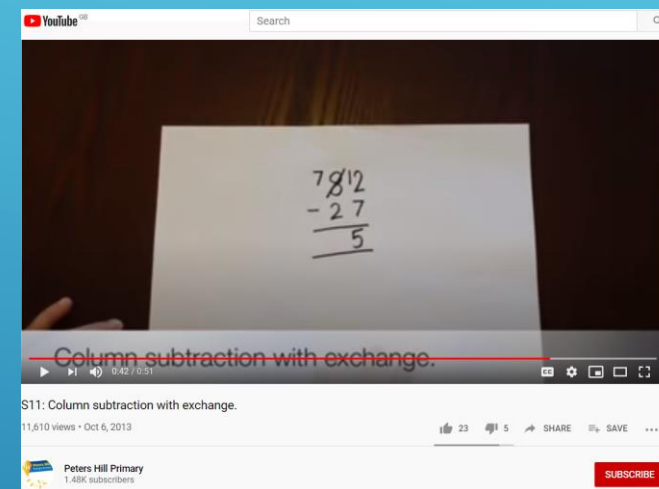 YouTube GB
Search
7812
- 27
5
Column subtraction with exchange.
0:42 / 0:51
S11: Column subtraction with exchange.
11,610 views • Oct 6, 2013
23 5 SHARE SAVE ...
Peters Hill Primary
1.48K subscribers
SUBSCRIBE